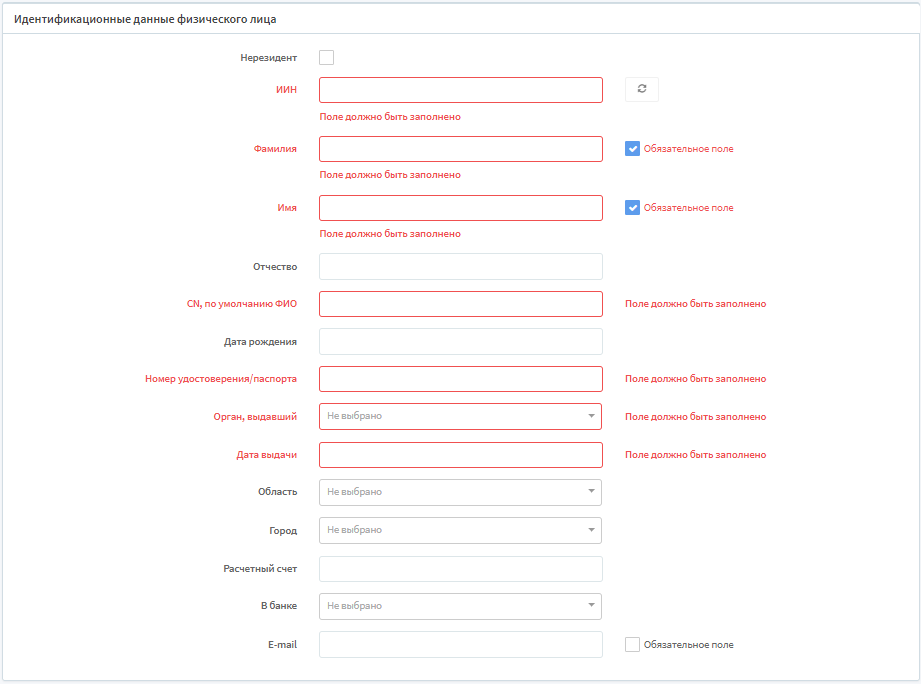 Идентификационные данные физического лица
Нерезидент
ИИН
Поле должно быть заполнено
Фамилия
Обязательное поле
Поле должно быть заполнено
Имя
Обязательное поле
Поле должно быть заполнено
Отчество
CN, по умолчанию ФИО
Поле должно быть заполнено
Дата рождения
Номер удостоверения/паспорта
Поле должно быть заполнено
Орган, выдавший
Не выбрано
Поле должно быть заполнено
Дата выдачи
Поле должно быть заполнено
Область
Не выбрано
Город
Не выбрано
Расчетный счет
В банке
Не выбрано
E-mail
Обязательное поле